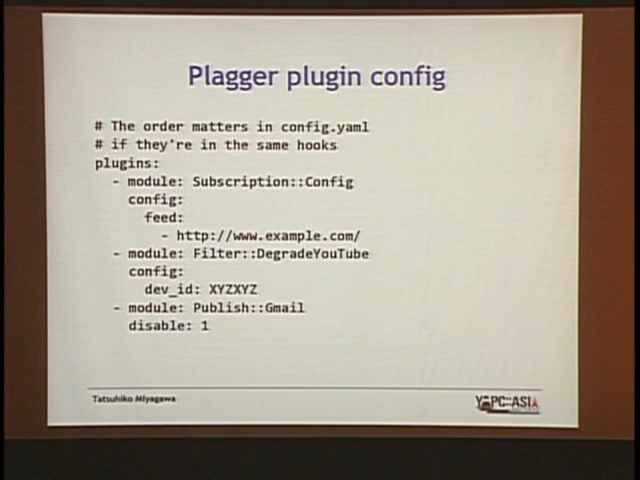 Plagger plugin config
# The order matters in config.yaml
# if they're in the same hooks
plugins:
  - module: Subscription::Config
    config:
      feed:
        - http://www.example.com/
  - module: Filter::DegradeYouTube
    config:
      dev_id: XYZXYZ
  - module: Publish::Gmail
    disable: 1
Tatsuhiko Miyagawa
YAPC::ASIA